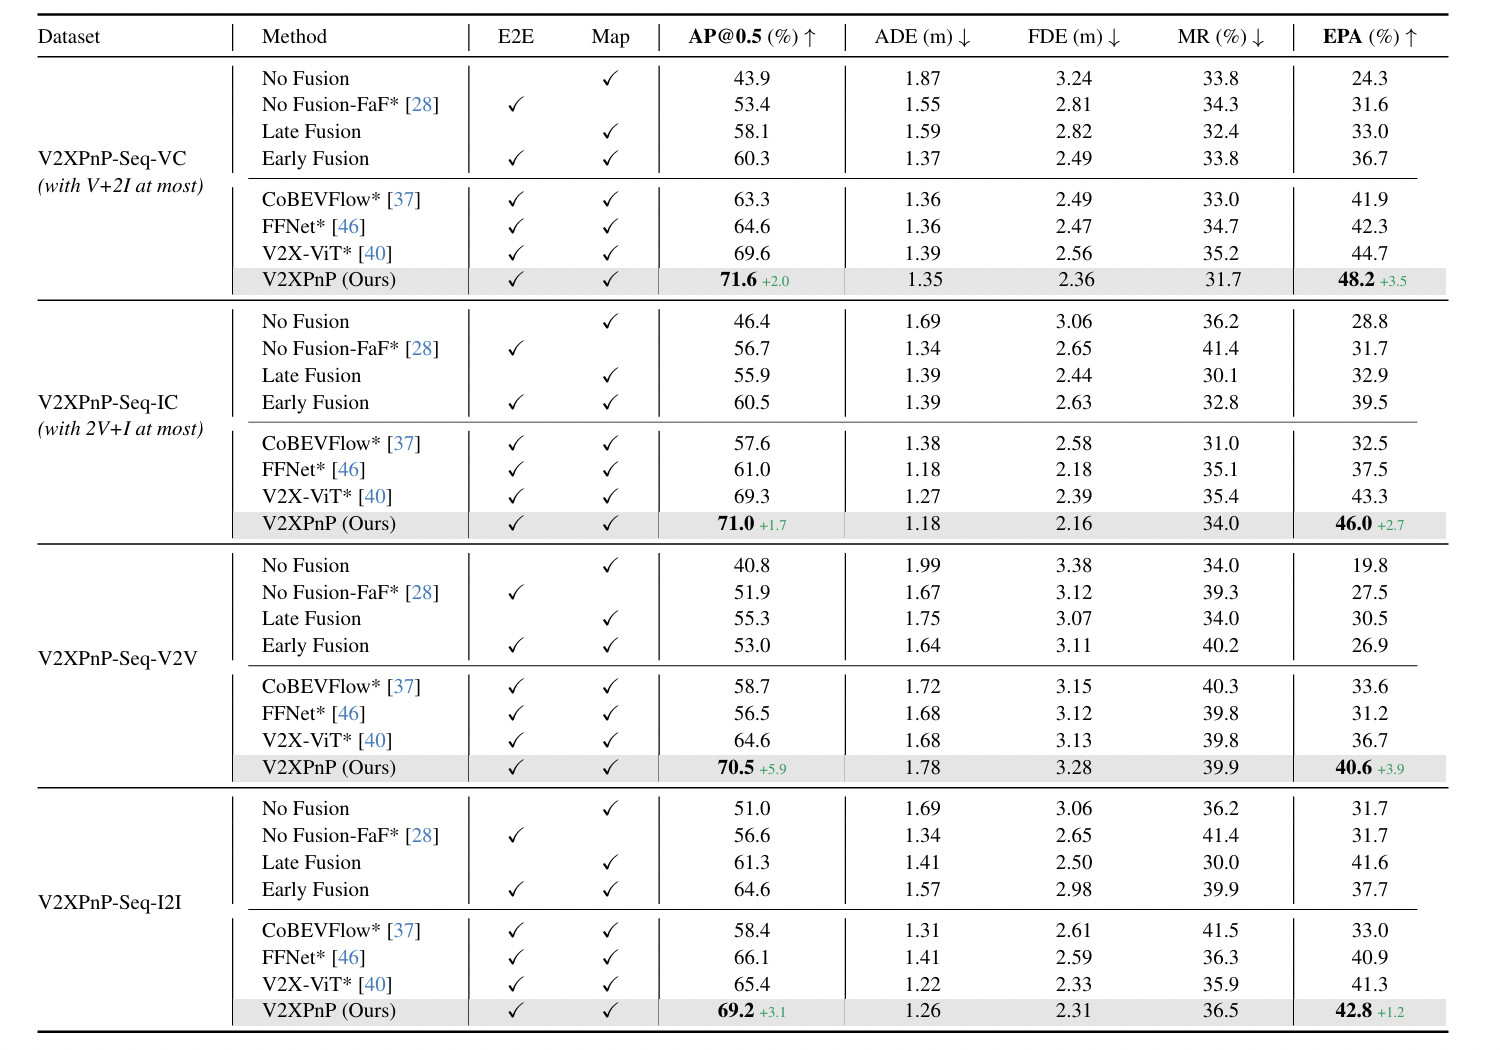 Dataset Method E2E Map AP@0.5 (%) ↑ ADE (m) ↓ FDE (m) ↓ MR (%) ↓ EPA (%) ↑
V2XPnP-Seq-VC
(with V+2I at most)
No Fusion ✓ 43.9 1.87 3.24 33.8 24.3
No Fusion-FaF* [28] ✓ 53.4 1.55 2.81 34.3 31.6
Late Fusion ✓ 58.1 1.59 2.82 32.4 33.0
Early Fusion ✓ ✓ 60.3 1.37 2.49 33.8 36.7
CoBEVFlow* [37] ✓ ✓ 63.3 1.36 2.49 33.0 41.9
FFNet* [46] ✓ ✓ 64.6 1.36 2.47 34.7 42.3
V2X-ViT* [40] ✓ ✓ 69.6 1.39 2.56 35.2 44.7
V2XPnP (Ours) ✓ ✓ 71.6 +2.0 1.35 2.36 31.7 48.2 +3.5
V2XPnP-Seq-IC
(with 2V+I at most)
No Fusion ✓ 46.4 1.69 3.06 36.2 28.8
No Fusion-FaF* [28] ✓ 56.7 1.34 2.65 41.4 31.7
Late Fusion ✓ 55.9 1.39 2.44 30.1 32.9
Early Fusion ✓ ✓ 60.5 1.39 2.63 32.8 39.5
CoBEVFlow* [37] ✓ ✓ 57.6 1.38 2.58 31.0 32.5
FFNet* [46] ✓ ✓ 61.0 1.18 2.18 35.1 37.5
V2X-ViT* [40] ✓ ✓ 69.3 1.27 2.39 35.4 43.3
V2XPnP (Ours) ✓ ✓ 71.0 +1.7 1.18 2.16 34.0 46.0 +2.7
V2XPnP-Seq-V2V
No Fusion ✓ 40.8 1.99 3.38 34.0 19.8
No Fusion-FaF* [28] ✓ 51.9 1.67 3.12 39.3 27.5
Late Fusion ✓ 55.3 1.75 3.07 34.0 30.5
Early Fusion ✓ ✓ 53.0 1.64 3.11 40.2 26.9
CoBEVFlow* [37] ✓ ✓ 58.7 1.72 3.15 40.3 33.6
FFNet* [46] ✓ ✓ 56.5 1.68 3.12 39.8 31.2
V2X-ViT* [40] ✓ ✓ 64.6 1.68 3.13 39.8 36.7
V2XPnP (Ours) ✓ ✓ 70.5 +5.9 1.78 3.28 39.9 40.6 +3.9
V2XPnP-Seq-I2I
No Fusion ✓ 51.0 1.69 3.06 36.2 31.7
No Fusion-FaF* [28] ✓ 56.6 1.34 2.65 41.4 31.7
Late Fusion ✓ 61.3 1.41 2.50 30.0 41.6
Early Fusion ✓ ✓ 64.6 1.57 2.98 39.9 37.7
CoBEVFlow* [37] ✓ ✓ 58.4 1.31 2.61 41.5 33.0
FFNet* [46] ✓ ✓ 66.1 1.41 2.59 36.3 40.9
V2X-ViT* [40] ✓ ✓ 65.4 1.22 2.33 35.9 41.3
V2XPnP (Ours) ✓ ✓ 69.2 +3.1 1.26 2.31 36.5 42.8 +1.2